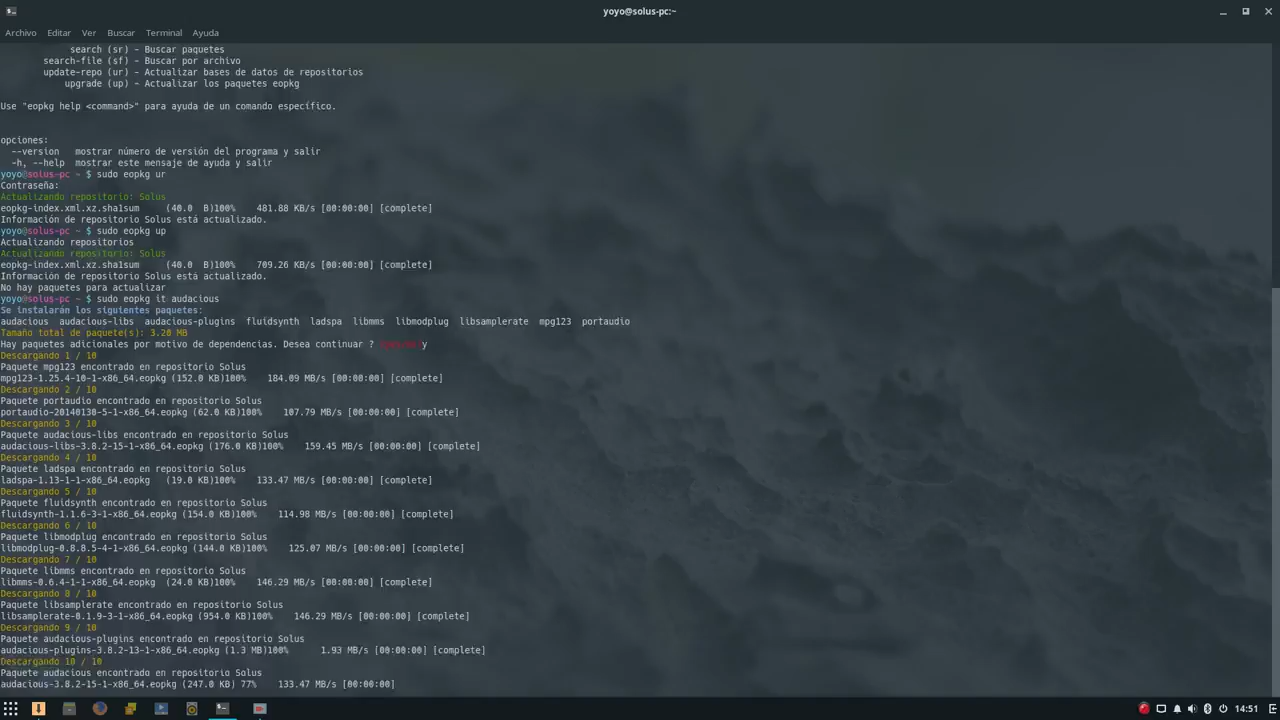 yoyo@solus-pc:~
Archivo Editar Ver Buscar Terminal Ayuda
search (sr) - Buscar paquetes
search-file (sf) - Buscar por archivo
update-repo (ur) - Actualizar bases de datos de repositorios
upgrade (up) - Actualizar los paquetes eopkg
Use "eopkg help <command>" para ayuda de un comando específico.
opciones:
--version mostrar número de versión del programa y salir
-h, --help mostrar este mensaje de ayuda y salir
yoyo@solus-pc ~ $ sudo eopkg ur
Contraseña:
Actualizando repositorio: Solus
eopkg-index.xml.xz.sha1sum (40.0 B)100% 481.88 KB/s [00:00:00] [complete]
Información de repositorio Solus está actualizado.
yoyo@solus-pc ~ $ sudo eopkg up
Actualizando repositorios
Actualizando repositorio: Solus
eopkg-index.xml.xz.sha1sum (40.0 B)100% 709.26 KB/s [00:00:00] [complete]
Información de repositorio Solus está actualizado.
No hay paquetes para actualizar
yoyo@solus-pc ~ $ sudo eopkg it audacious
Se instalarán los siguientes paquetes:
audacious audacious-libs audacious-plugins fluidsynth ladspa libmms libmodplug libsamplerate mpg123 portaudio
Tamaño total de paquete(s): 3.20 MB
Hay paquetes adicionales por motivo de dependencias. Desea continuar ? y
Descargando 1 / 10
Paquete mpg123 encontrado en repositorio Solus
mpg123-1.25.4-10-1-x86_64.eopkg (152.0 KB)100% 184.09 MB/s [00:00:00] [complete]
Descargando 2 / 10
Paquete portaudio encontrado en repositorio Solus
portaudio-20140130-5-1-x86_64.eopkg (62.0 KB)100% 107.79 MB/s [00:00:00] [complete]
Descargando 3 / 10
Paquete audacious-libs encontrado en repositorio Solus
audacious-libs-3.8.2-15-1-x86_64.eopkg (176.0 KB)100% 159.45 MB/s [00:00:00] [complete]
Descargando 4 / 10
Paquete ladspa encontrado en repositorio Solus
ladspa-1.13-1-1-x86_64.eopkg (19.0 KB)100% 133.47 MB/s [00:00:00] [complete]
Descargando 5 / 10
Paquete fluidsynth encontrado en repositorio Solus
fluidsynth-1.1.6-3-1-x86_64.eopkg (154.0 KB)100% 114.98 MB/s [00:00:00] [complete]
Descargando 6 / 10
Paquete libmodplug encontrado en repositorio Solus
libmodplug-0.8.8.5-4-1-x86_64.eopkg (144.0 KB)100% 125.07 MB/s [00:00:00] [complete]
Descargando 7 / 10
Paquete libmms encontrado en repositorio Solus
libmms-0.6.4-1-1-x86_64.eopkg (24.0 KB)100% 146.29 MB/s [00:00:00] [complete]
Descargando 8 / 10
Paquete libsamplerate encontrado en repositorio Solus
libsamplerate-0.1.9-3-1-x86_64.eopkg (954.0 KB)100% 146.29 MB/s [00:00:00] [complete]
Descargando 9 / 10
Paquete audacious-plugins encontrado en repositorio Solus
audacious-plugins-3.8.2-13-1-x86_64.eopkg (1.3 MB)100% 1.93 MB/s [00:00:00] [complete]
Descargando 10 / 10
Paquete audacious encontrado en repositorio Solus
audacious-3.8.2-15-1-x86_64.eopkg (247.0 KB) 77% 133.47 MB/s [00:00:00]
14:51